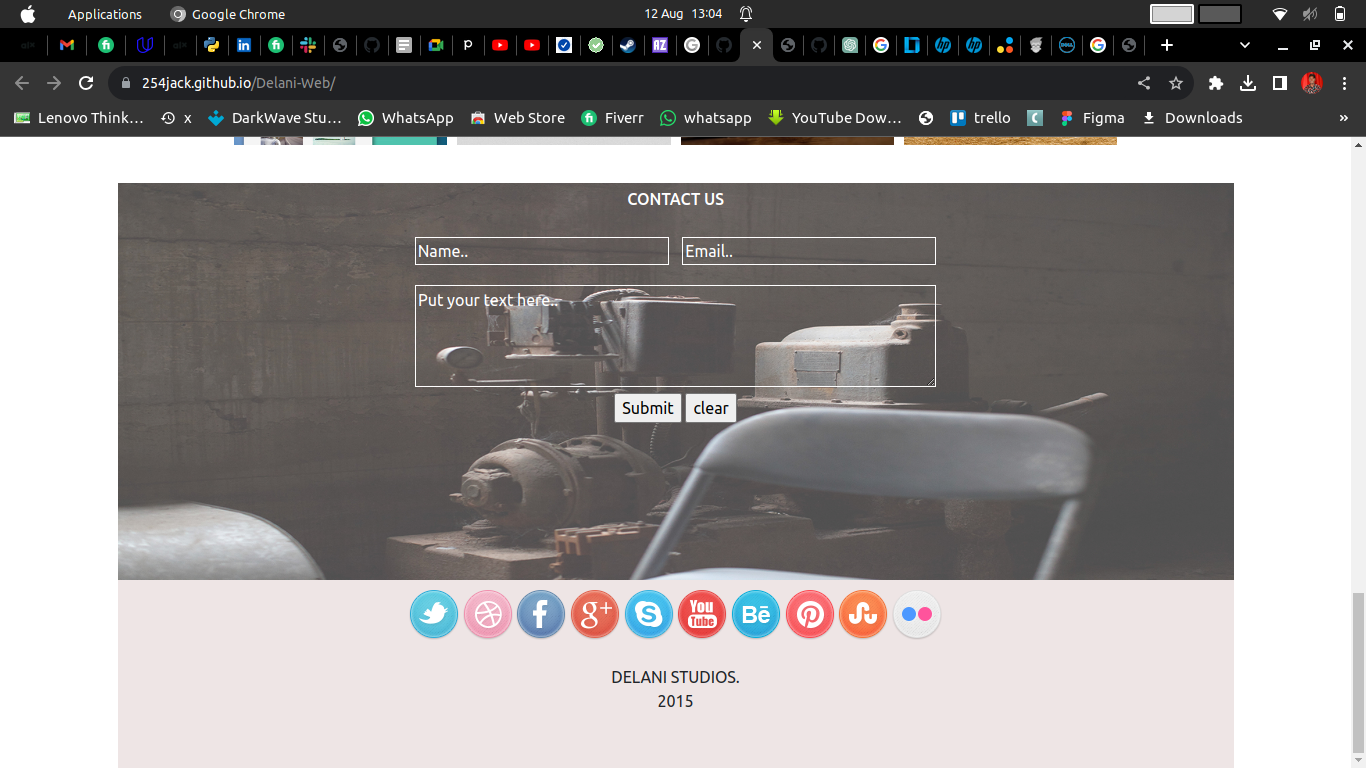 Applications Google Chrome 12 Aug 13:04
254jack.github.io/Delani-Web/
Lenovo Think... x DarkWave Stu... WhatsApp Web Store Fiverr whatsapp YouTube Dow... trello Figma Downloads »
CONTACT US
Name.. Email..
Put your text here..
Submit clear
g+ You Tube Bē
DELANI STUDIOS.
2015